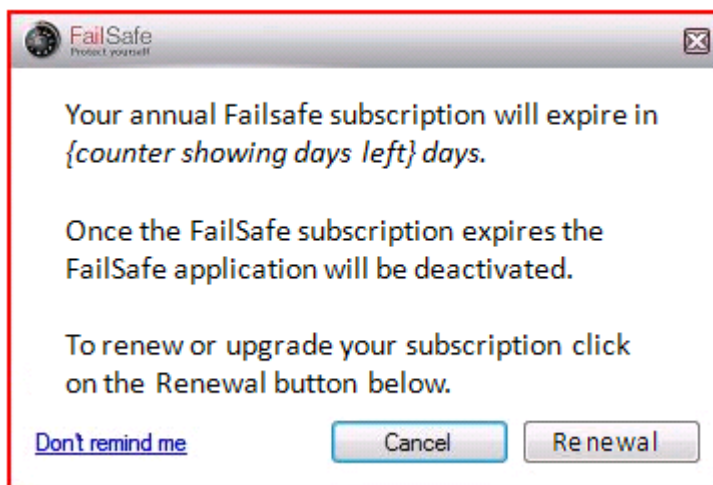 FailSafe
Protect yourself
Your annual Failsafe subscription will expire in
{counter showing days left} days.
Once the FailSafe subscription expires the
FailSafe application will be deactivated.
To renew or upgrade your subscription click
on the Renewal button below.
Don't remind me
Cancel
Renewal